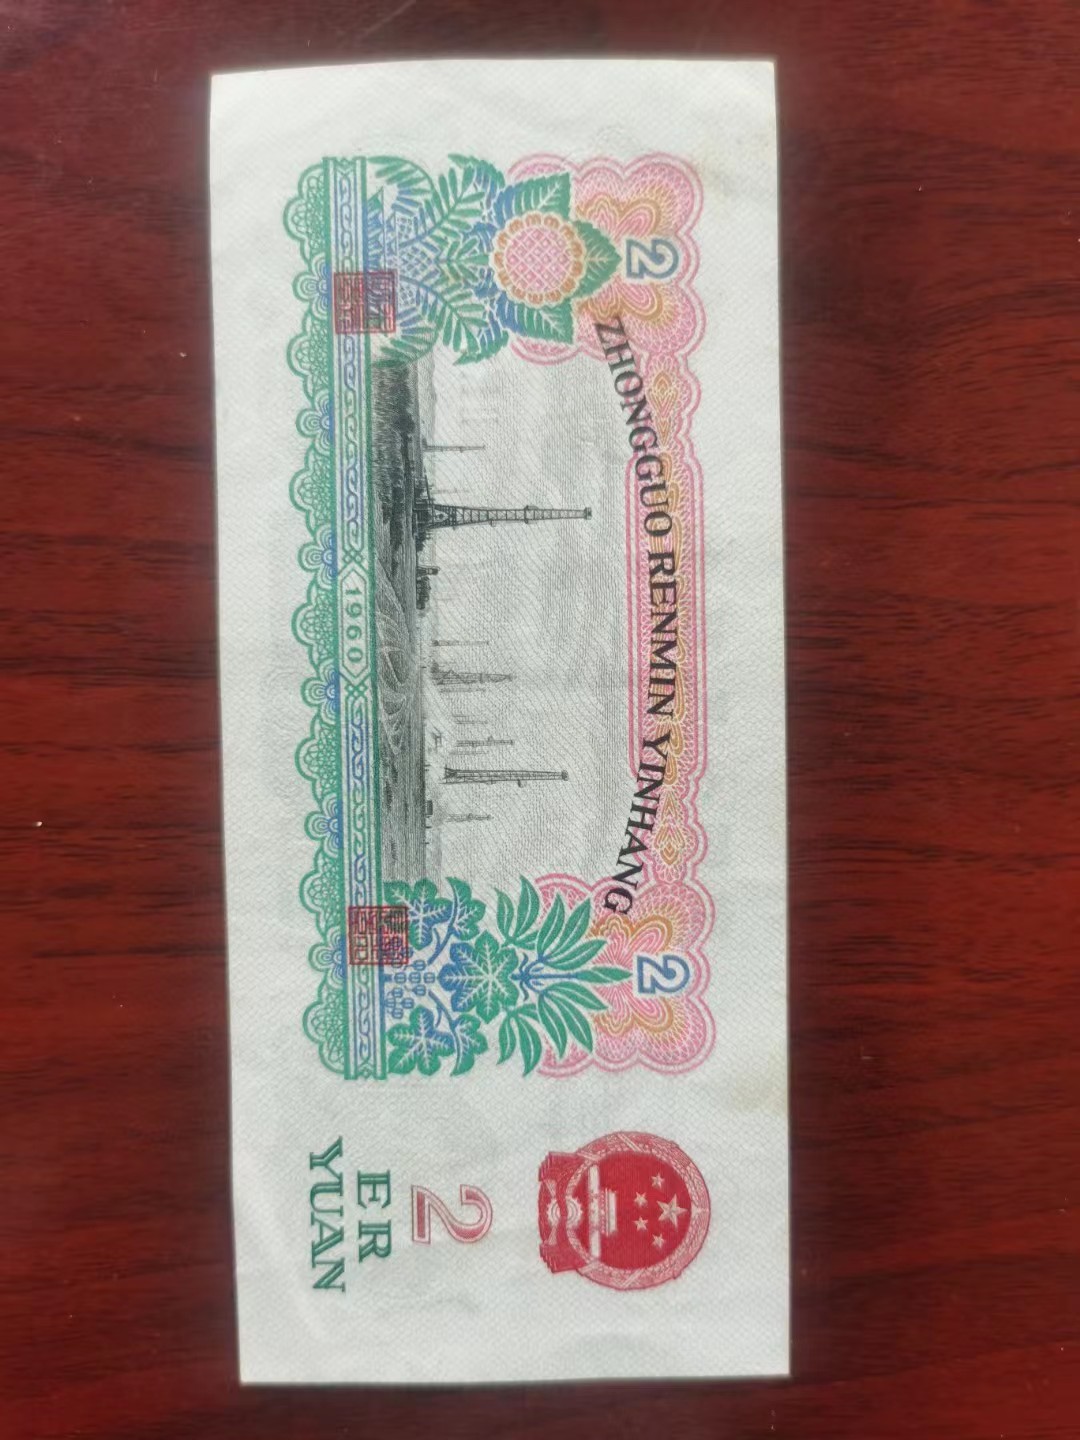 ZHONGGUO RENMIN YINHANG
2
2
1960
2
ER
YUAN